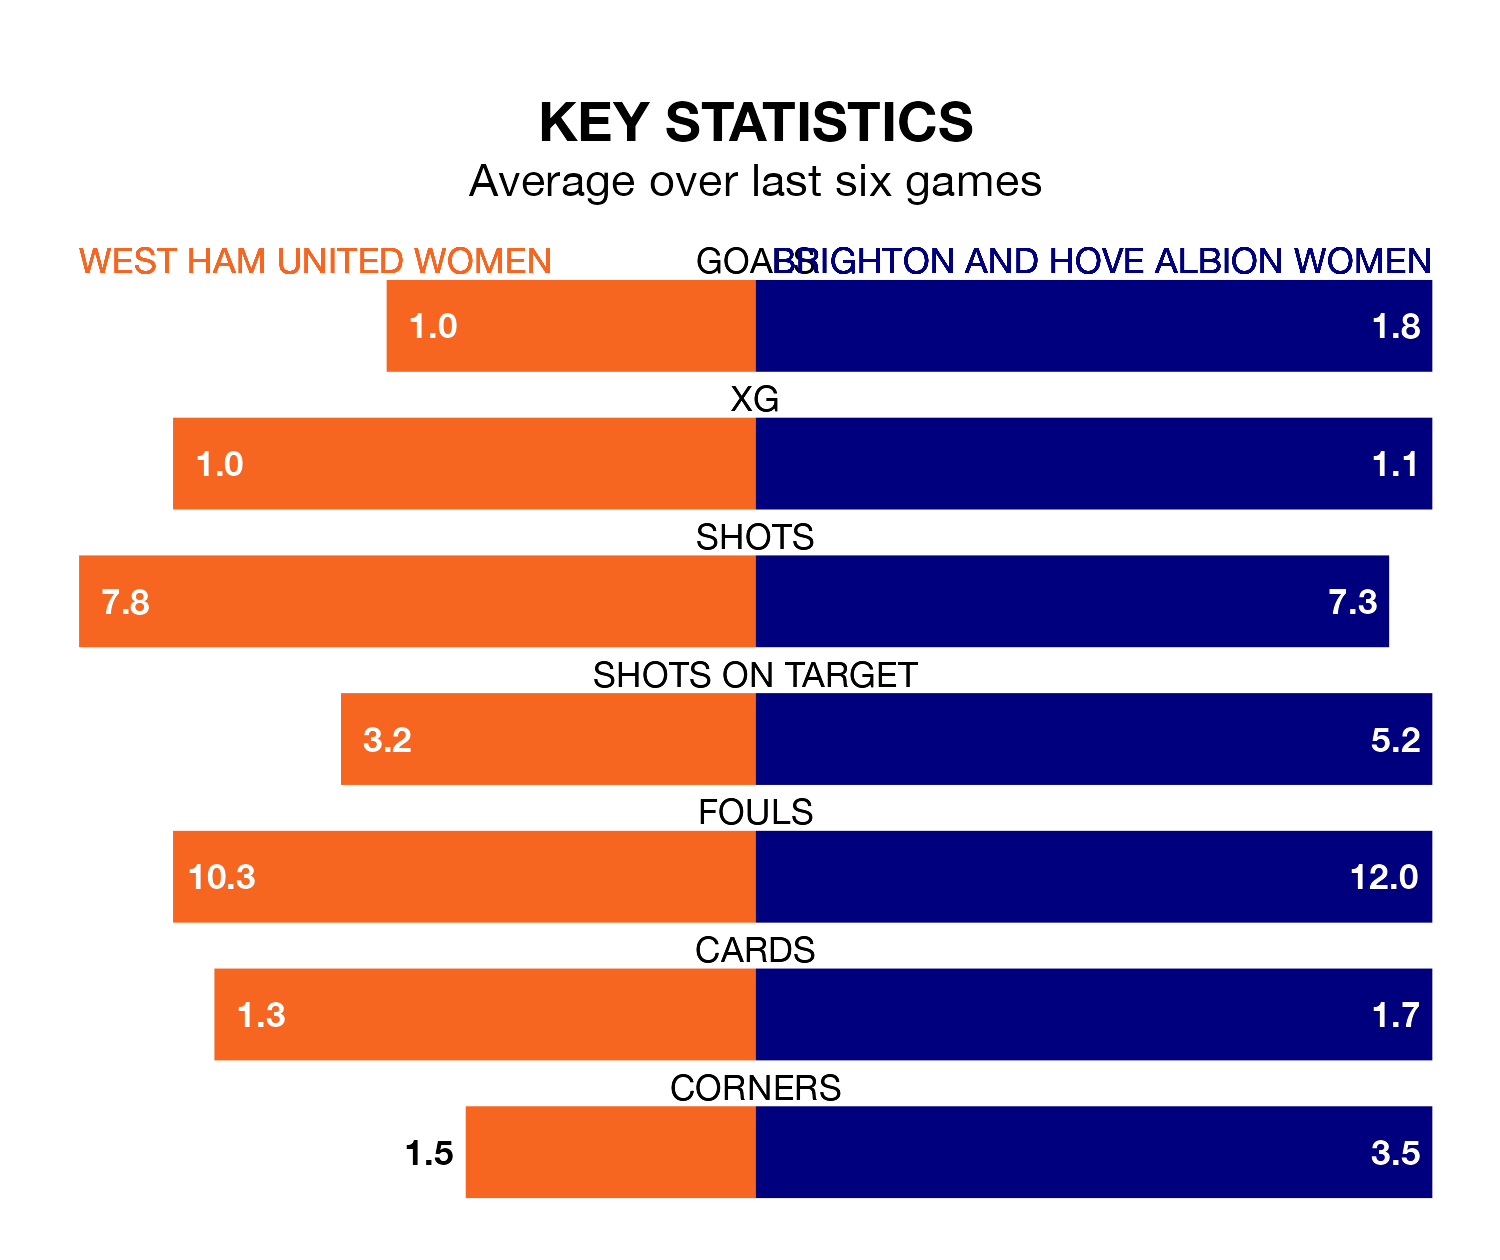 KEY STATISTICS
Average over last six games
WEST HAM UNITED WOMEN GOALS BRIGHTON AND HOVE ALBION WOMEN
1.0 1.8
XG
1.0 1.1
SHOTS
7.8 7.3
SHOTS ON TARGET
3.2 5.2
FOULS
10.3 12.0
CARDS
1.3 1.7
CORNERS
1.5 3.5